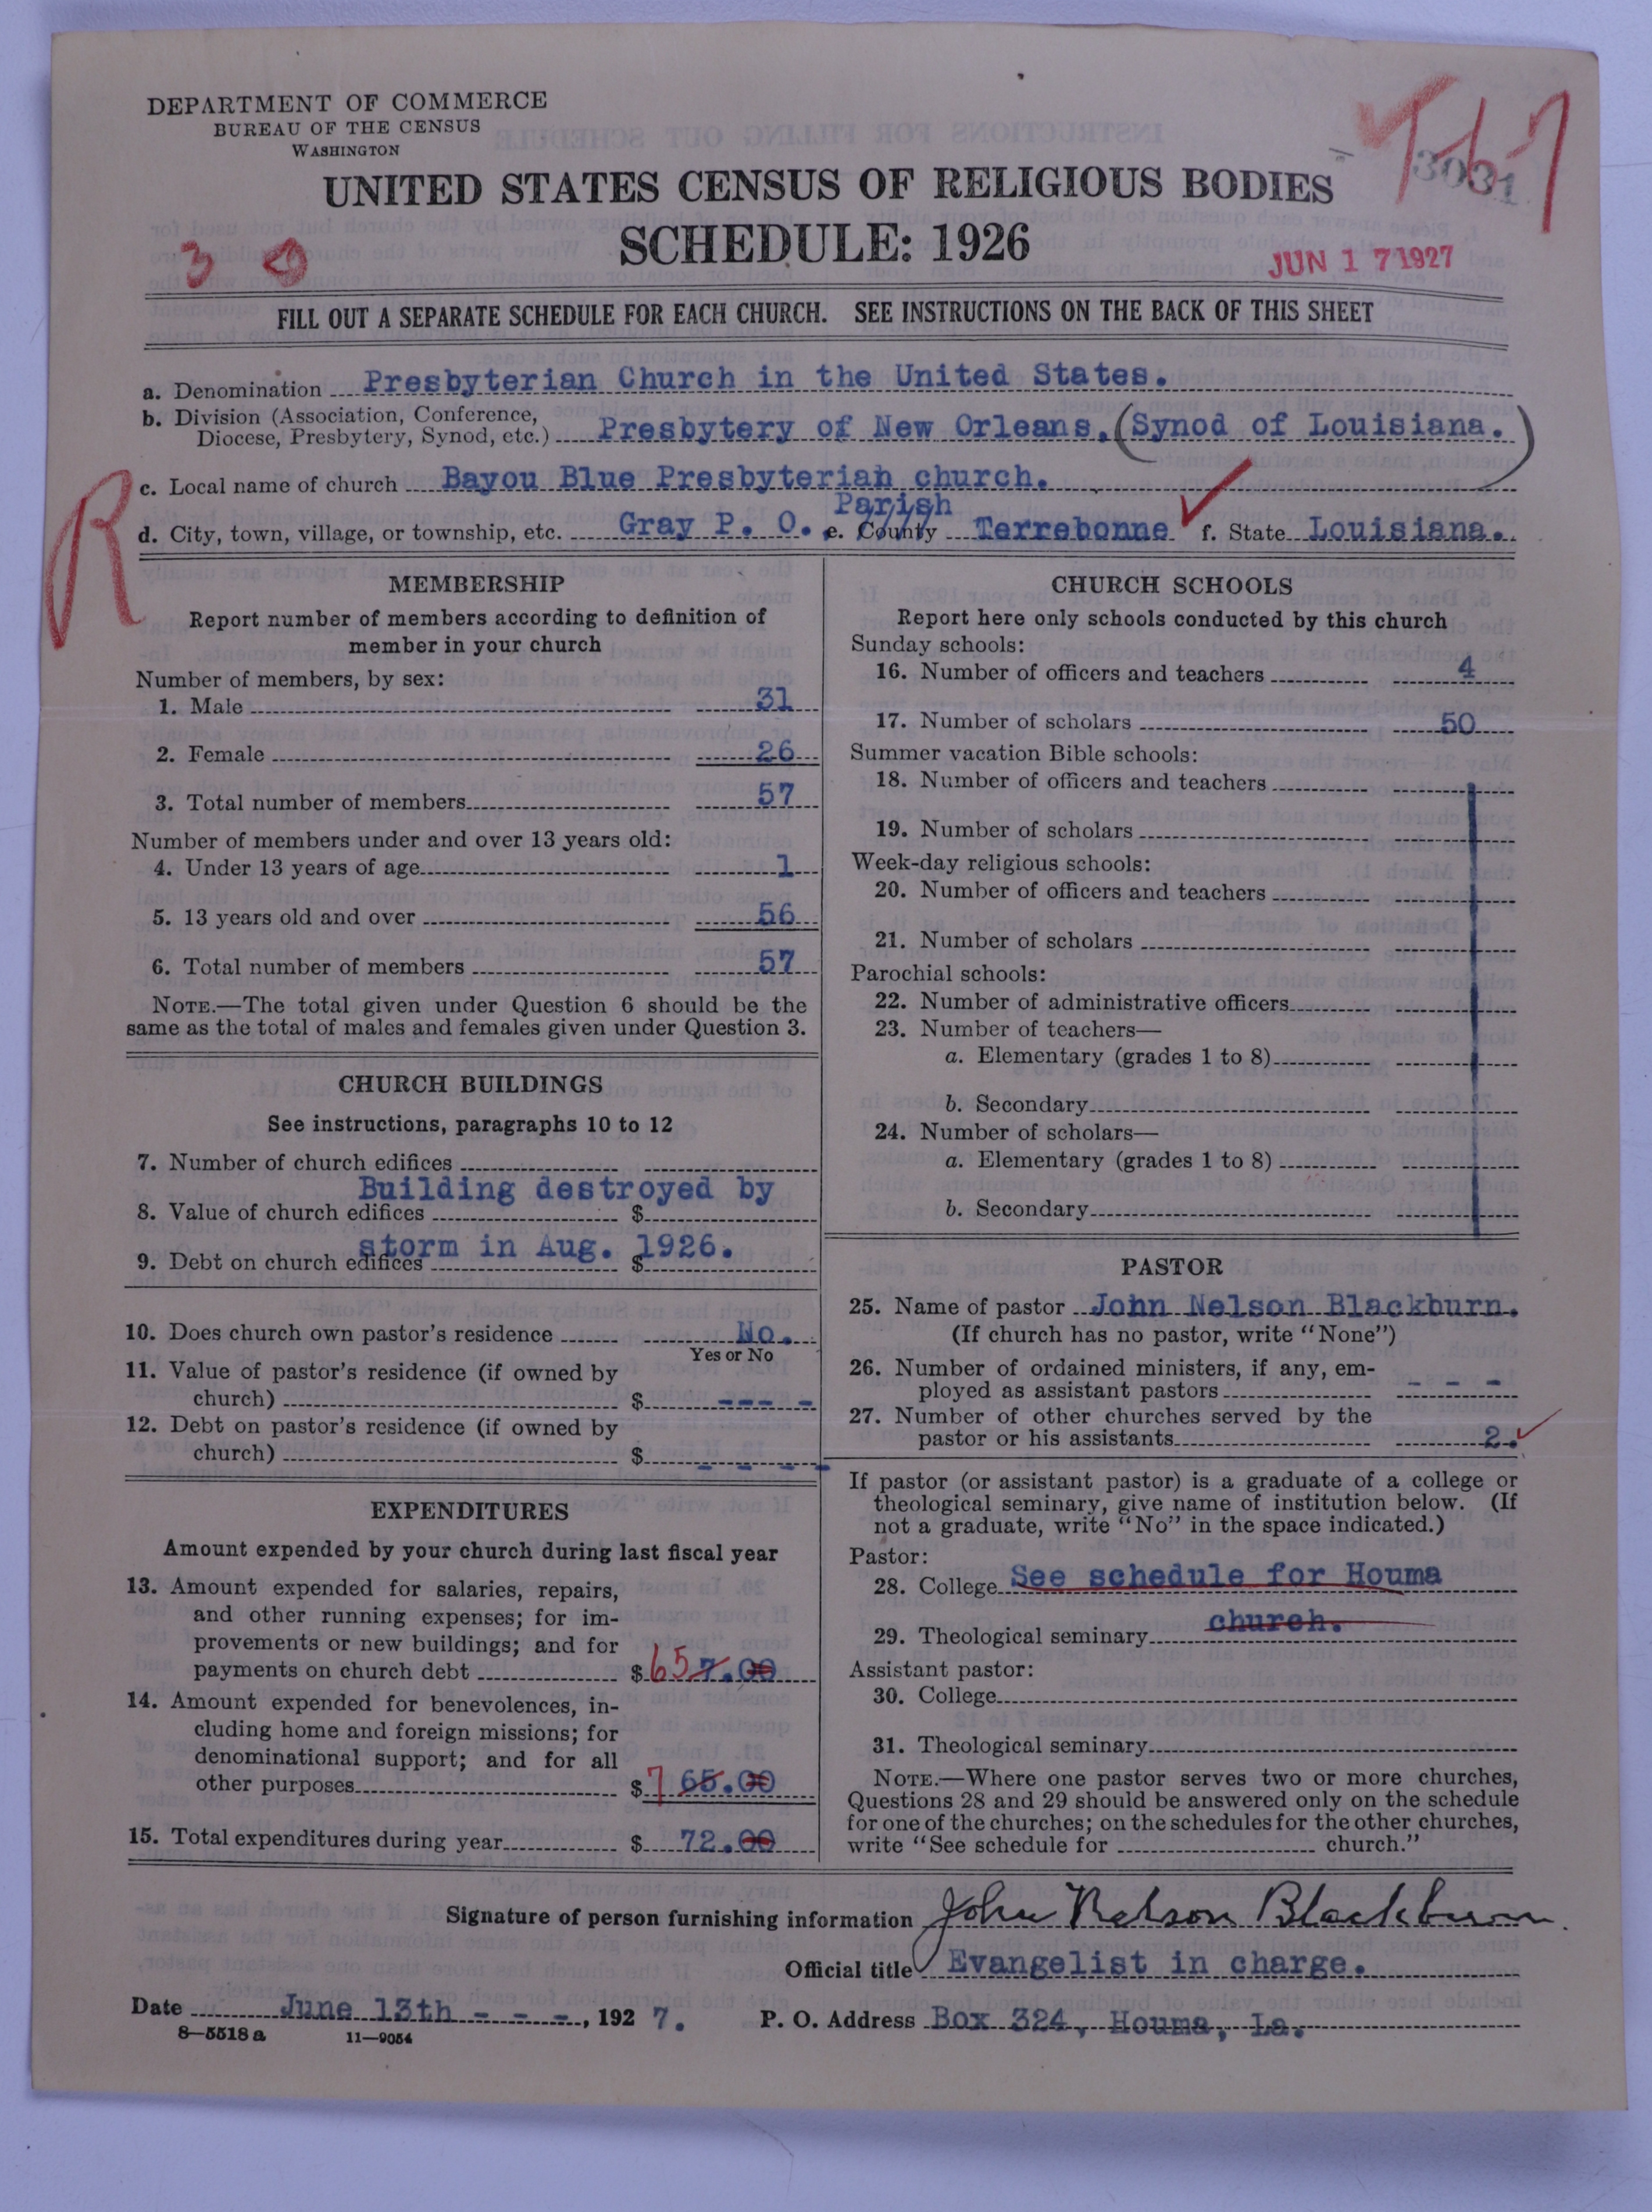 DEPARTMENT OF COMMERCE
BUREAU OF THE CENSUS
WASHINGTON
UNITED STATES CENSUS OF RELIGIOUS BODIES
SCHEDULE: 1926
3031
3 9
JUN 17 1927
FILL OUT A SEPARATE SCHEDULE FOR EACH CHURCH. SEE INSTRUCTIONS ON THE BACK OF THIS SHEET
a. Denomination Presbyterian Church in the United States.
b. Division (Association, Conference,
Diocese, Presbytery, Synod, etc.) Presbytery of New Orleans. (Synod of Louisiana.)
R
c. Local name of church Bayou Blue Presbyterian church.
Parish
d. City, town, village, or township, etc. Gray P. O. e. County Terrebonne f. State Louisiana.
MEMBERSHIP
Report number of members according to definition of
member in your church
Number of members, by sex:
1. Male 31
2. Female 26
3. Total number of members 57
Number of members under and over 13 years old:
4. Under 13 years of age 1
5. 13 years old and over 56
6. Total number of members 57
NOTE.—The total given under Question 6 should be the
same as the total of males and females given under Question 3.
CHURCH BUILDINGS
See instructions, paragraphs 10 to 12
7. Number of church edifices
Building destroyed by
8. Value of church edifices $
storm in Aug. 1926.
9. Debt on church edifices $
10. Does church own pastor's residence No.
Yes or No
11. Value of pastor's residence (if owned by
church) $ - - - -
12. Debt on pastor's residence (if owned by
church) $ - - - -
EXPENDITURES
Amount expended by your church during last fiscal year
13. Amount expended for salaries, repairs,
and other running expenses; for im-
provements or new buildings; and for
payments on church debt $ 65 7.00
14. Amount expended for benevolences, in-
cluding home and foreign missions; for
denominational support; and for all
other purposes $ 7 65.00
15. Total expenditures during year $ 72.00
CHURCH SCHOOLS
Report here only schools conducted by this church
Sunday schools:
16. Number of officers and teachers 4
17. Number of scholars 50
Summer vacation Bible schools:
18. Number of officers and teachers
19. Number of scholars
Week-day religious schools:
20. Number of officers and teachers
21. Number of scholars
Parochial schools:
22. Number of administrative officers
23. Number of teachers—
a. Elementary (grades 1 to 8)
b. Secondary
24. Number of scholars—
a. Elementary (grades 1 to 8)
b. Secondary
PASTOR
25. Name of pastor John Nelson Blackburn.
(If church has no pastor, write "None")
26. Number of ordained ministers, if any, em-
ployed as assistant pastors - - -
27. Number of other churches served by the
pastor or his assistants 2.
If pastor (or assistant pastor) is a graduate of a college or
theological seminary, give name of institution below. (If
not a graduate, write "No" in the space indicated.)
Pastor:
28. College See schedule for Houma
church.
29. Theological seminary
Assistant pastor:
30. College
31. Theological seminary
NOTE.—Where one pastor serves two or more churches,
Questions 28 and 29 should be answered only on the schedule
for one of the churches; on the schedules for the other churches,
write "See schedule for church."
Signature of person furnishing information John Nelson Blackburn.
Official title Evangelist in charge.
Date June 13th - - -, 1927. P. O. Address Box 324, Houma, La.
8—5518 a 11—9054